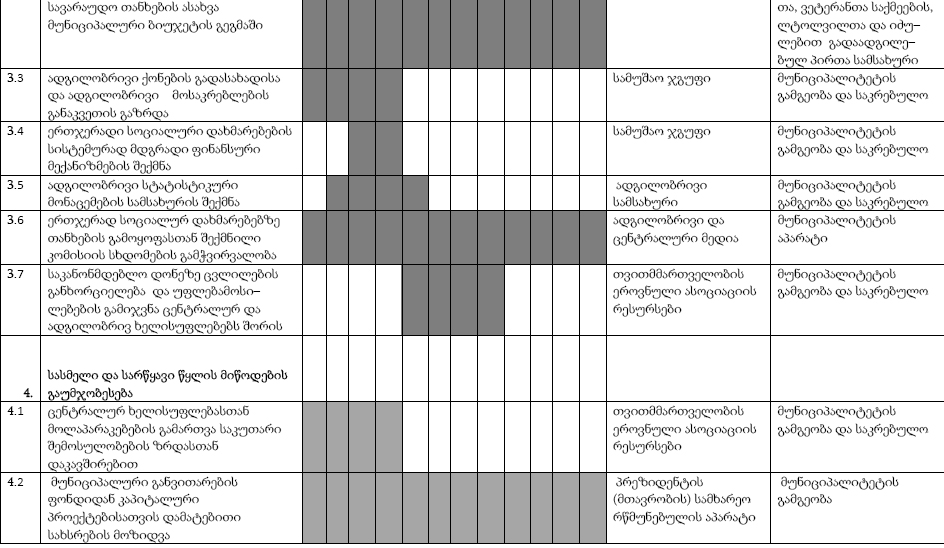 სავარაუდო თანხების ასახვა
მუნიციპალური ბიუჯეტის გეგმაში
თა, ვეტერანთა საქმეების,
ლტოლვილთა და იძუ–
ლებით გადაადგილე–
ბულ პირთა სამსახური
3.3
ადგილობრივი ქონების გადასახადისა
და ადგილობრივი მოსაკრებლების
განაკვეთის გაზრდა
სამუშაო ჯგუფი
მუნიციპალიტეტის
გამგეობა და საკრებულო
3.4
ერთჯერადი სოციალური დახმარებების
სისტემურად მდგრადი ფინანსური
მექანიზმების შექმნა
სამუშაო ჯგუფი
მუნიციპალიტეტის
გამგეობა და საკრებულო
3.5
ადგილობრივი სტატისტიკური
მონაცემების სამსახურის შექმნა
ადგილობრივი
სამსახური
მუნიციპალიტეტის
გამგეობა და საკრებულო
3.6
ერთჯერად სოციალურ დახმარებებზე
თანხების გამოყოფასთან შექმნილი
კომისიის სხდომების გამჭვირვალობა
ადგილობრივი და
ცენტრალური მედია
მუნიციპალიტეტის
აპარატი
3.7
საკანონმდებლო დონეზე ცვლილების
განხორციელება და უფლებამოსი–
ლებების გამიჯვნა ცენტრალურ და
ადგილობრივ ხელისუფლებებს შორის
თვითმმართველობის
ეროვნული ასოციაციის
რესურსები
მუნიციპალიტეტის
გამგეობა და საკრებულო
4.
სასმელი და სარწყავი წყლის მიწოდების
გაუმჯობესება
4.1
ცენტრალურ ხელისუფლებასთან
მოლაპარაკებების გამართვა საკუთარი
შემოსულობების ზრდასთან
დაკავშირებით
თვითმმართველობის
ეროვნული ასოციაციის
რესურსები
მუნიციპალიტეტის
გამგეობა და საკრებულო
4.2
მუნიციპალური განვითარების
ფონდიდან კაპიტალური
პროექტებისათვის დამატებითი
სახსრების მოზიდვა
პრეზიდენტის
(მთავრობის) სამხარეო
რწმუნებულის აპარატი
მუნიციპალიტეტის
გამგეობა